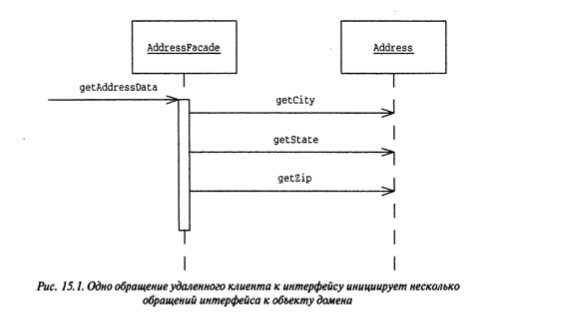 AddressFacade
Address
getAddressData
getCity
getState
getZip
Рис. 15.1. Одно обращение удаленного клиента к интерфейсу инициирует несколько
обращений интерфейса к объекту домена